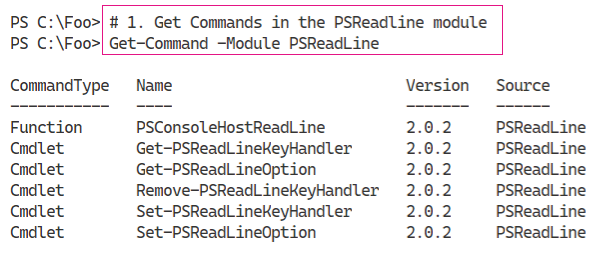 PS C:\Foo> # 1. Get Commands in the PSReadline module
PS C:\Foo> Get-Command -Module PSReadLine
CommandType Name Version Source
----------- ---- ------- ------
Function PSConsoleHostReadLine 2.0.2 PSReadLine
Cmdlet Get-PSReadLineKeyHandler 2.0.2 PSReadLine
Cmdlet Get-PSReadLineOption 2.0.2 PSReadLine
Cmdlet Remove-PSReadLineKeyHandler 2.0.2 PSReadLine
Cmdlet Set-PSReadLineKeyHandler 2.0.2 PSReadLine
Cmdlet Set-PSReadLineOption 2.0.2 PSReadLine